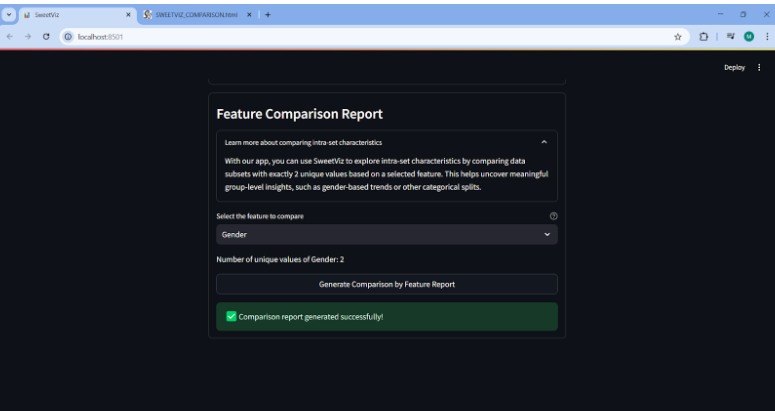 SweetViz
SWEETVIZ_COMPARISON.html
localhost:8501
Deploy
Feature Comparison Report
Learn more about comparing intra-set characteristics
With our app, you can use SweetViz to explore intra-set characteristics by comparing data
subsets with exactly 2 unique values based on a selected feature. This helps uncover meaningful
group-level insights, such as gender-based trends or other categorical splits.
Select the feature to compare
Gender
Number of unique values of Gender: 2
Generate Comparison by Feature Report
Comparison report generated successfully!